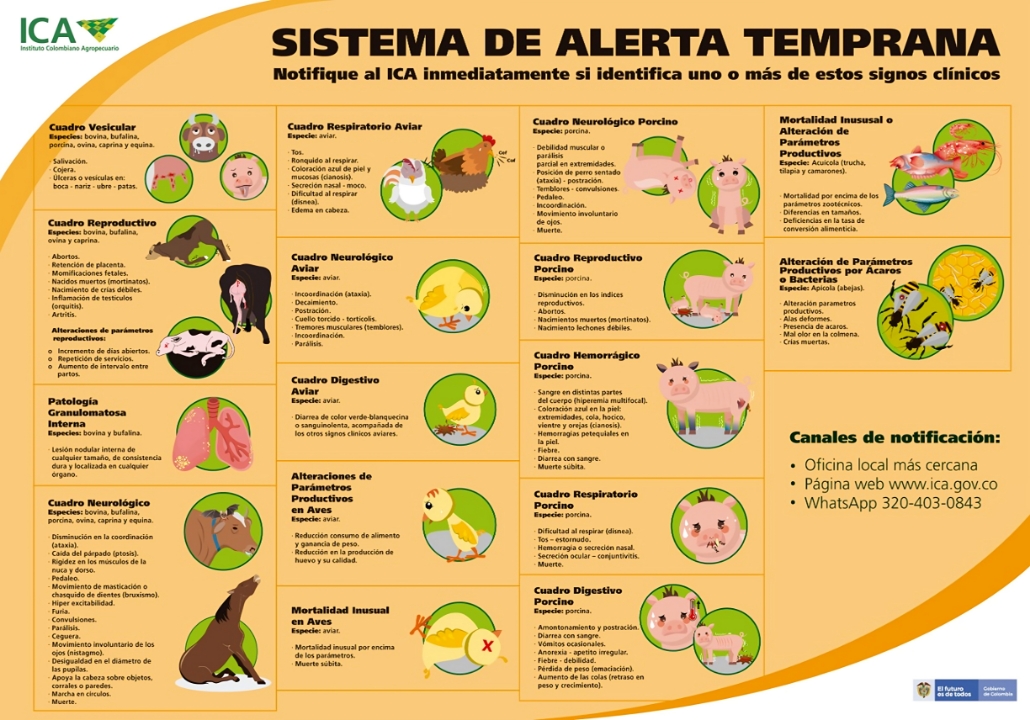 ICA
Instituto Colombiano Agropecuario
SISTEMA DE ALERTA TEMPRANA
Notifique al ICA inmediatamente si identifica uno o más de estos signos clínicos
Cuadro Vesicular
Especies: bovina, bufalina,
porcina, ovina, caprina y equina.
· Salivación.
· Cojera.
· Úlceras o vesículas en:
boca - nariz - ubre - patas.
Cuadro Reproductivo
Especies: bovina, bufalina,
ovina y caprina.
· Abortos.
· Retención de placenta.
· Momificaciones fetales.
· Nacidos muertos (mortinatos).
· Nacimiento de crías débiles.
· Inflamación de testículos
(orquitis).
· Artritis.
Alteraciones de parámetros
reproductivos:
o Incremento de días abiertos.
o Repetición de servicios.
o Aumento de intervalo entre
partos.
Patología
Granulomatosa
Interna
Especies: bovina y bufalina.
· Lesión nodular interna de
cualquier tamaño, de consistencia
dura y localizada en cualquier
órgano.
Cuadro Neurológico
Especies: bovina, bufalina,
porcina, ovina, caprina y equina.
· Disminución en la coordinación
(ataxia).
· Caída del párpado (ptosis).
· Rigidez en los músculos de la
nuca y dorso.
· Pedaleo.
· Movimiento de masticación o
chasquido de dientes (bruxismo).
· Hiper excitabilidad.
· Furia.
· Convulsiones.
· Parálisis.
· Ceguera.
· Movimiento involuntario de los
ojos (nistagmo).
· Desigualdad en el diámetro de
las pupilas.
· Apoya la cabeza sobre objetos,
corrales o paredes.
· Marcha en círculos.
· Muerte.
Cuadro Respiratorio Aviar
Especie: aviar.
· Tos.
· Ronquido al respirar.
· Coloración azul de piel y
mucosas (cianosis).
· Secreción nasal - moco.
· Dificultad al respirar
(disnea).
· Edema en cabeza.
Cof
Cof
Cuadro Neurológico
Aviar
Especie: aviar.
· Incoordinación (ataxia).
· Decaimiento.
· Postración.
· Cuello torcido - torticolis.
· Tremores musculares (temblores).
· Incoordinación.
· Parálisis.
Cuadro Digestivo
Aviar
Especie: aviar.
· Diarrea de color verde-blanquecina
o sanguinolenta, acompañada de
los otros signos clínicos aviares.
Alteraciones de
Parámetros
Productivos
en Aves
Especie: aviar.
· Reducción consumo de alimento
y ganancia de peso.
· Reducción en la producción de
huevo y su calidad.
Mortalidad Inusual
en Aves
Especie: aviar.
· Mortalidad inusual por encima
de los parámetros.
· Muerte súbita.
X
Cuadro Neurológico Porcino
Especie: porcina.
· Debilidad muscular o
parálisis
parcial en extremidades.
· Posición de perro sentado
(ataxia) - postración.
· Temblores - convulsiones.
· Pedaleo.
· Incoordinación.
· Movimiento involuntario
de ojos.
· Muerte.
Cuadro Reproductivo
Porcino
Especie: porcina.
· Disminución en los índices
reproductivos.
· Abortos.
· Nacimientos muertos (mortinatos).
· Nacimiento lechones débiles.
Cuadro Hemorrágico
Porcino
Especie: porcina.
· Sangre en distintas partes
del cuerpo (hiperemia multifocal).
· Coloración azul en la piel:
extremidades, cola, hocico,
vientre y orejas (cianosis).
· Hemorragias petequiales en
la piel.
· Fiebre.
· Diarrea con sangre.
· Muerte súbita.
Cuadro Respiratorio
Porcino
Especie: porcina.
· Dificultad al respirar (disnea).
· Tos – estornudo.
· Hemorragia o secreción nasal.
· Secreción ocular – conjuntivitis.
· Muerte.
Cuadro Digestivo
Porcino
Especie: porcina.
· Amontonamiento y postración.
· Diarrea con sangre.
· Vómitos ocasionales.
· Anorexia - apetito irregular.
· Fiebre - debilidad.
· Pérdida de peso (emaciación).
· Aumento de las colas (retraso en
peso y crecimiento).
Mortalidad Inususal o
Alteración de
Parámetros
Productivos
Especie: Acuícola (trucha,
tilapia y camarones).
· Mortalidad por encima de los
parámetros zootécnicos.
· Diferencias en tamaños.
· Deficiencias en la tasa de
conversión alimenticia.
Alteración de Parámetros
Productivos por Ácaros
o Bacterias
Especie: Apícola (abejas).
· Alteración parametros
productivos.
· Alas deformes.
· Presencia de acaros.
· Mal olor en la colmena.
· Crías muertas.
Canales de notificación:
• Oficina local más cercana
• Página web www.ica.gov.co
• WhatsApp 320-403-0843
El futuro
es de todos
Gobierno
de Colombia